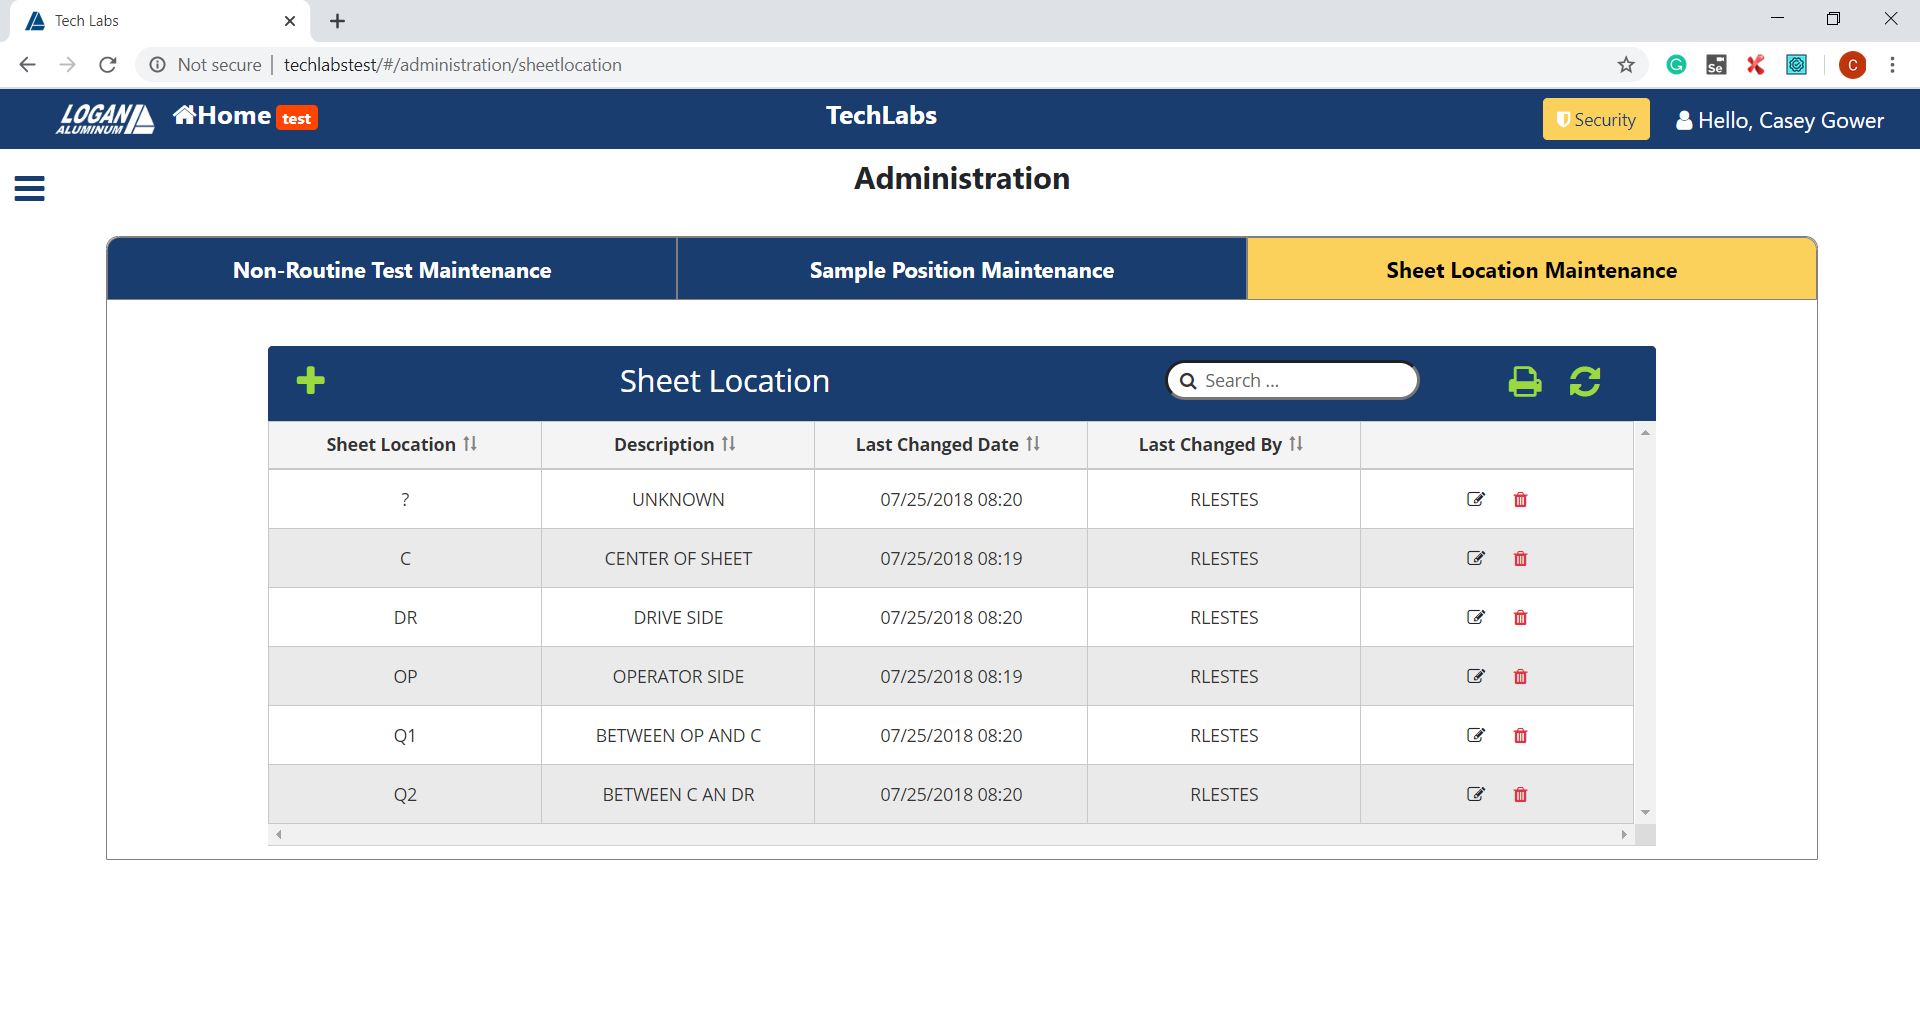 Tech Labs
Not secure | techlabstest/#/administration/sheetlocation
Se
C
LOGAN
ALUMINUM
Home test
TechLabs
Security
Hello, Casey Gower
Administration
Non-Routine Test Maintenance
Sample Position Maintenance
Sheet Location Maintenance
Sheet Location
Search ...
Sheet Location Description Last Changed Date Last Changed By
? UNKNOWN 07/25/2018 08:20 RLESTES
C CENTER OF SHEET 07/25/2018 08:19 RLESTES
DR DRIVE SIDE 07/25/2018 08:20 RLESTES
OP OPERATOR SIDE 07/25/2018 08:19 RLESTES
Q1 BETWEEN OP AND C 07/25/2018 08:20 RLESTES
Q2 BETWEEN C AN DR 07/25/2018 08:20 RLESTES